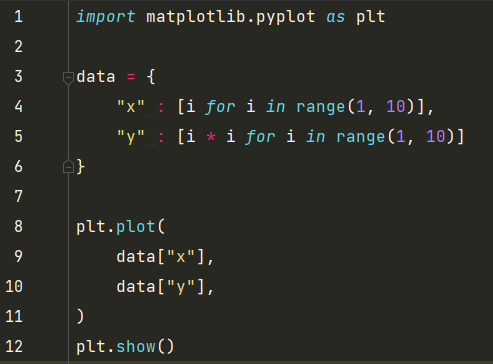 1 import matplotlib.pyplot as plt
2
3 data = {
4     "x" : [i for i in range(1, 10)],
5     "y" : [i * i for i in range(1, 10)]
6 }
7
8 plt.plot(
9     data["x"],
10     data["y"],
11 )
12 plt.show()